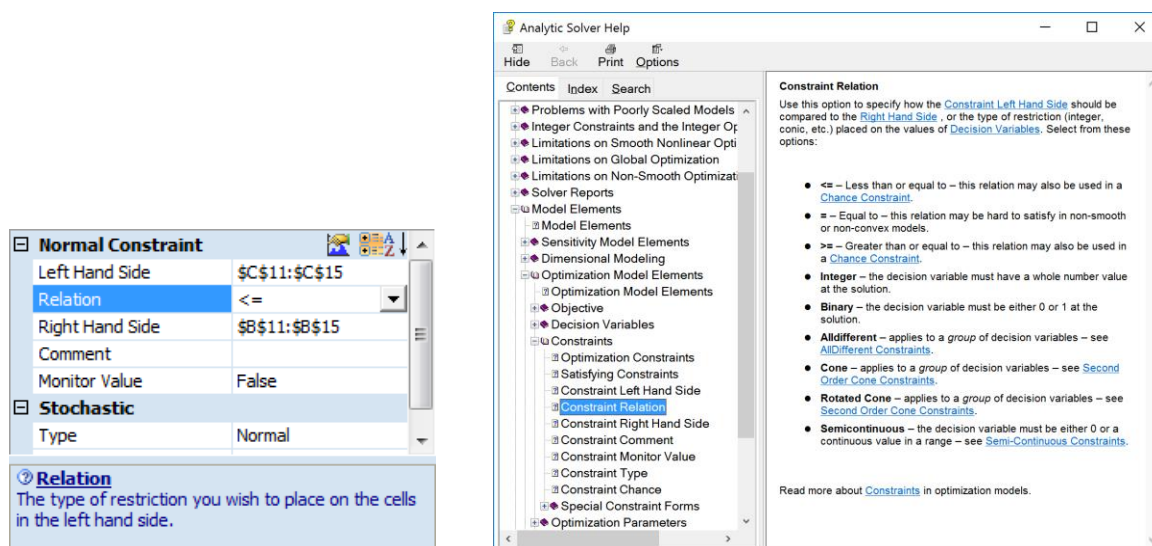 Normal Constraint
Left Hand Side $C$11:$C$15
Relation <=
Right Hand Side $B$11:$B$15
Comment
Monitor Value False
Stochastic
Type Normal
Relation
The type of restriction you wish to place on the cells
in the left hand side.
Analytic Solver Help
Hide Back Print Options
Contents Index Search
Problems with Poorly Scaled Models
Integer Constraints and the Integer Op
Limitations on Smooth Nonlinear Opti
Limitations on Global Optimization
Limitations on Non-Smooth Optimizati
Solver Reports
Model Elements
Model Elements
Sensitivity Model Elements
Dimensional Modeling
Optimization Model Elements
Optimization Model Elements
Objective
Decision Variables
Constraints
Optimization Constraints
Satisfying Constraints
Constraint Left Hand Side
Constraint Relation
Constraint Right Hand Side
Constraint Comment
Constraint Monitor Value
Constraint Type
Constraint Chance
Special Constraint Forms
Optimization Parameters
Constraint Relation
Use this option to specify how the Constraint Left Hand Side should be
compared to the Right Hand Side , or the type of restriction (integer,
conic, etc.) placed on the values of Decision Variables. Select from these
options:
● <= – Less than or equal to – this relation may also be used in a
Chance Constraint.
● = – Equal to – this relation may be hard to satisfy in non-smooth
or non-convex models.
● >= – Greater than or equal to – this relation may also be used in
a Chance Constraint.
● Integer – the decision variable must have a whole number value
at the solution.
● Binary – the decision variable must be either 0 or 1 at the
solution.
● Alldifferent – applies to a group of decision variables – see
AllDifferent Constraints.
● Cone – applies to a group of decision variables – see Second
Order Cone Constraints.
● Rotated Cone – applies to a group of decision variables – see
Second Order Cone Constraints.
● Semicontinuous – the decision variable must be either 0 or a
continuous value in a range – see Semi-Continuous Constraints.
Read more about Constraints in optimization models.